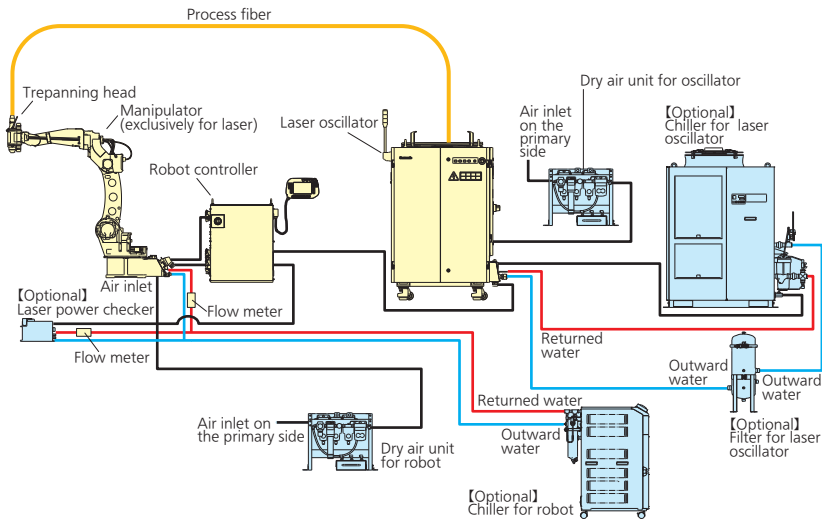 Process fiber
Trepanning head
Manipulator
(exclusively for laser)
Robot controller
Laser oscillator
Dry air unit for oscillator
Air inlet
on the
primary
side
【Optional】
Chiller for laser
oscillator
Air inlet
【Optional】
Laser power checker
Flow meter
Flow meter
Returned
water
Outward
water
Outward
water
【Optional】
Filter for laser
oscillator
Returned water
Outward
water
Air inlet on
the primary side
Dry air unit
for robot
【Optional】
Chiller for robot